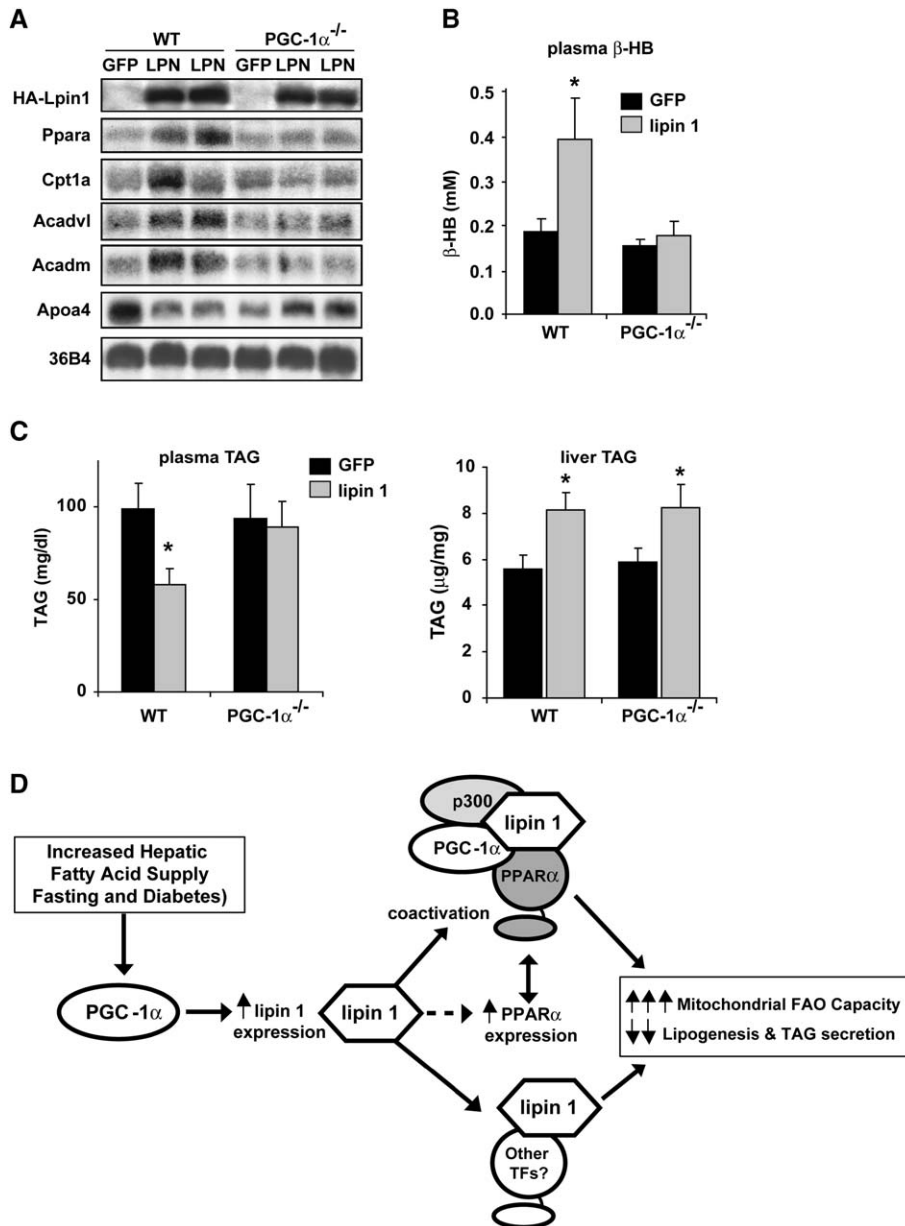 A
WT PGC-1α-/-
GFP LPN LPN GFP LPN LPN
HA-Lpin1
Ppara
Cpt1a
Acadvl
Acadm
Apoa4
36B4
B
plasma β-HB
*
GFP
lipin 1
β-HB (mM)
0.5
0.4
0.3
0.2
0.1
0.0
WT PGC-1α-/-
C
plasma TAG
GFP
lipin 1
*
TAG (mg/dl)
100
50
0
WT PGC-1α-/-
liver TAG
* *
TAG (µg/mg)
10
8
6
4
2
0
WT PGC-1α-/-
D
Increased Hepatic
Fatty Acid Supply
Fasting and Diabetes)
PGC-1α
↑ lipin 1
expression
lipin 1
coactivation
p300
lipin 1
PGC-1α
PPARα
↑ PPARα
expression
lipin 1
Other
TFs?
↑↑↑ Mitochondrial FAO Capacity
↓↓ Lipogenesis & TAG secretion